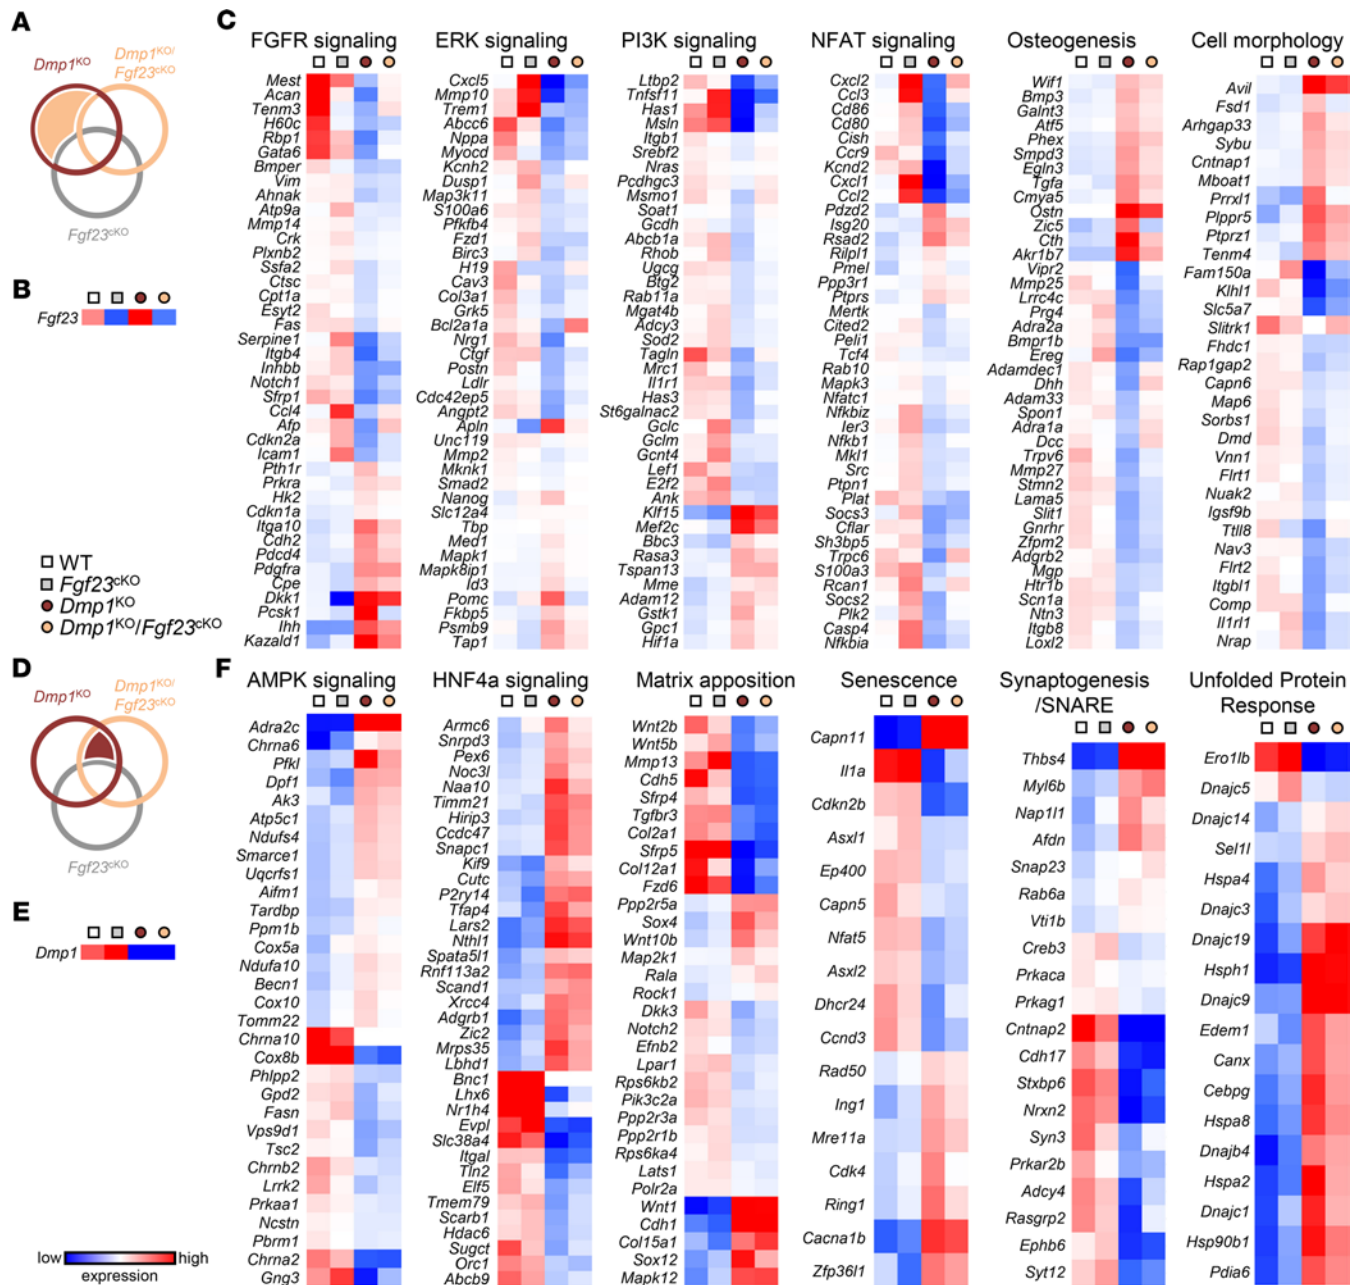 A
Dmp1KO
Dmp1KO/
Fgf23cKO
Fgf23cKO
B
Fgf23
WT
Fgf23cKO
Dmp1KO
Dmp1KO/Fgf23cKO
C
FGFR signaling
Mest
Acan
Tenm3
H60c
Rbp1
Gata6
Bmper
Vim
Ahnak
Atp9a
Mmp14
Crk
Plxnb2
Ssfa2
Ctsc
Cpt1a
Esyt2
Fas
Serpine1
Itgb4
Inhbb
Notch1
Sfrp1
Ccl4
Afp
Cdkn2a
Icam1
Pth1r
Prkra
Hk2
Cdkn1a
Itga10
Cdh2
Pdcd4
Pdgfra
Cpe
Dkk1
Pcsk1
Ihh
Kazald1
ERK signaling
Cxcl5
Mmp10
Trem1
Abcc6
Nppa
Myocd
Kcnh2
Dusp1
Map3k11
S100a6
Pfkfb4
Fzd1
Birc3
H19
Cav3
Col3a1
Grk5
Bcl2a1a
Nrg1
Ctgf
Postn
Ldlr
Cdc42ep5
Angpt2
Apln
Unc119
Mmp2
Mknk1
Smad2
Nanog
Slc12a4
Tbp
Med1
Mapk1
Mapk8ip1
Id3
Pomc
Fkbp5
Psmb9
Tap1
PI3K signaling
Ltbp2
Tnfsf11
Has1
Msln
Itgb1
Srebf2
Nras
Pcdhgc3
Msmo1
Soat1
Gcdh
Abcb1a
Rhob
Ugcg
Btg2
Rab11a
Mgat4b
Adcy3
Sod2
Tagln
Mrc1
Il1r1
Has3
St6galnac2
Gclc
Gclm
Gcnt4
Lef1
E2f2
Ank
Klf15
Mef2c
Bbc3
Rasa3
Tspan13
Mme
Adam12
Gstk1
Gpc1
Hif1a
NFAT signaling
Cxcl2
Ccl3
Cd86
Cd80
Cish
Ccr9
Kcnd2
Cxcl1
Ccl2
Pdzd2
Isg20
Rsad2
Rilpl1
Pmel
Ppp3r1
Ptprs
Mertk
Cited2
Peli1
Tcf4
Rab10
Mapk3
Nfatc1
Nfkbiz
Ier3
Nfkb1
Mkl1
Src
Ptpn1
Plat
Socs3
Cflar
Sh3bp5
Trpc6
S100a3
Rcan1
Socs2
Plk2
Casp4
Nfkbia
Osteogenesis
Wif1
Bmp3
Galnt3
Atf5
Phex
Smpd3
Egln3
Tgfa
Cmya5
Ostn
Zic5
Cth
Akr1b7
Vipr2
Mmp25
Lrrc4c
Prg4
Adra2a
Bmpr1b
Ereg
Adamdec1
Dhh
Adam33
Spon1
Adra1a
Dcc
Trpv6
Mmp27
Stmn2
Lama5
Slit1
Gnrhr
Zfpm2
Adgrb2
Mgp
Htr1b
Scn1a
Ntn3
Itgb8
Loxl2
Cell morphology
Avil
Fsd1
Arhgap33
Sybu
Cntnap1
Mboat1
Prrxl1
Plppr5
Ptprz1
Tenm4
Fam150a
Klhl1
Slc5a7
Slitrk1
Fhdc1
Rap1gap2
Capn6
Map6
Sorbs1
Dmd
Vnn1
Flrt1
Nuak2
Igsf9b
Ttll8
Nav3
Flrt2
Itgbl1
Comp
Il1rl1
Nrap
D
Dmp1KO
Dmp1KO/
Fgf23cKO
Fgf23cKO
E
Dmp1
low
high
expression
F
AMPK signaling
Adra2c
Chrna6
Pfkl
Dpf1
Ak3
Atp5c1
Ndufs4
Smarce1
Uqcrfs1
Aifm1
Tardbp
Ppm1b
Cox5a
Ndufa10
Becn1
Cox10
Tomm22
Chrna10
Cox8b
Phlpp2
Gpd2
Fasn
Vps9d1
Tsc2
Chrnb2
Lrrk2
Prkaa1
Ncstn
Pbrm1
Chrna2
Gng3
HNF4a signaling
Armc6
Snrpd3
Pex6
Noc3l
Naa10
Timm21
Hirip3
Ccdc47
Snapc1
Kif9
Cutc
P2ry14
Tfap4
Lars2
Nthl1
Spata5l1
Rnf113a2
Scand1
Xrcc4
Adgrb1
Zic2
Mrps35
Lbhd1
Bnc1
Lhx6
Nr1h4
Evpl
Slc38a4
Itgal
Tln2
Elf5
Tmem79
Scarb1
Hdac6
Sugct
Orc1
Abcb9
Matrix apposition
Wnt2b
Wnt5b
Mmp13
Cdh5
Sfrp4
Tgfbr3
Col2a1
Sfrp5
Col12a1
Fzd6
Ppp2r5a
Sox4
Wnt10b
Map2k1
Rala
Rock1
Dkk3
Notch2
Efnb2
Lpar1
Rps6kb2
Pik3c2a
Ppp2r3a
Ppp2r1b
Rps6ka4
Lats1
Polr2a
Wnt1
Cdh1
Col15a1
Sox12
Mapk12
Senescence
Capn11
Il1a
Cdkn2b
Asxl1
Ep400
Capn5
Nfat5
Asxl2
Dhcr24
Ccnd3
Rad50
Ing1
Mre11a
Cdk4
Ring1
Cacna1b
Zfp36l1
Synaptogenesis
/SNARE
Thbs4
Myl6b
Nap1l1
Afdn
Snap23
Rab6a
Vti1b
Creb3
Prkaca
Prkag1
Cntnap2
Cdh17
Stxbp6
Nrxn2
Syn3
Prkar2b
Adcy4
Rasgrp2
Ephb6
Syt12
Unfolded Protein
Response
Ero1lb
Dnajc5
Dnajc14
Sel1l
Hspa4
Dnajc3
Dnajc19
Hsph1
Dnajc9
Edem1
Canx
Cebpg
Hspa8
Dnajb4
Hspa2
Dnajc1
Hsp90b1
Pdia6